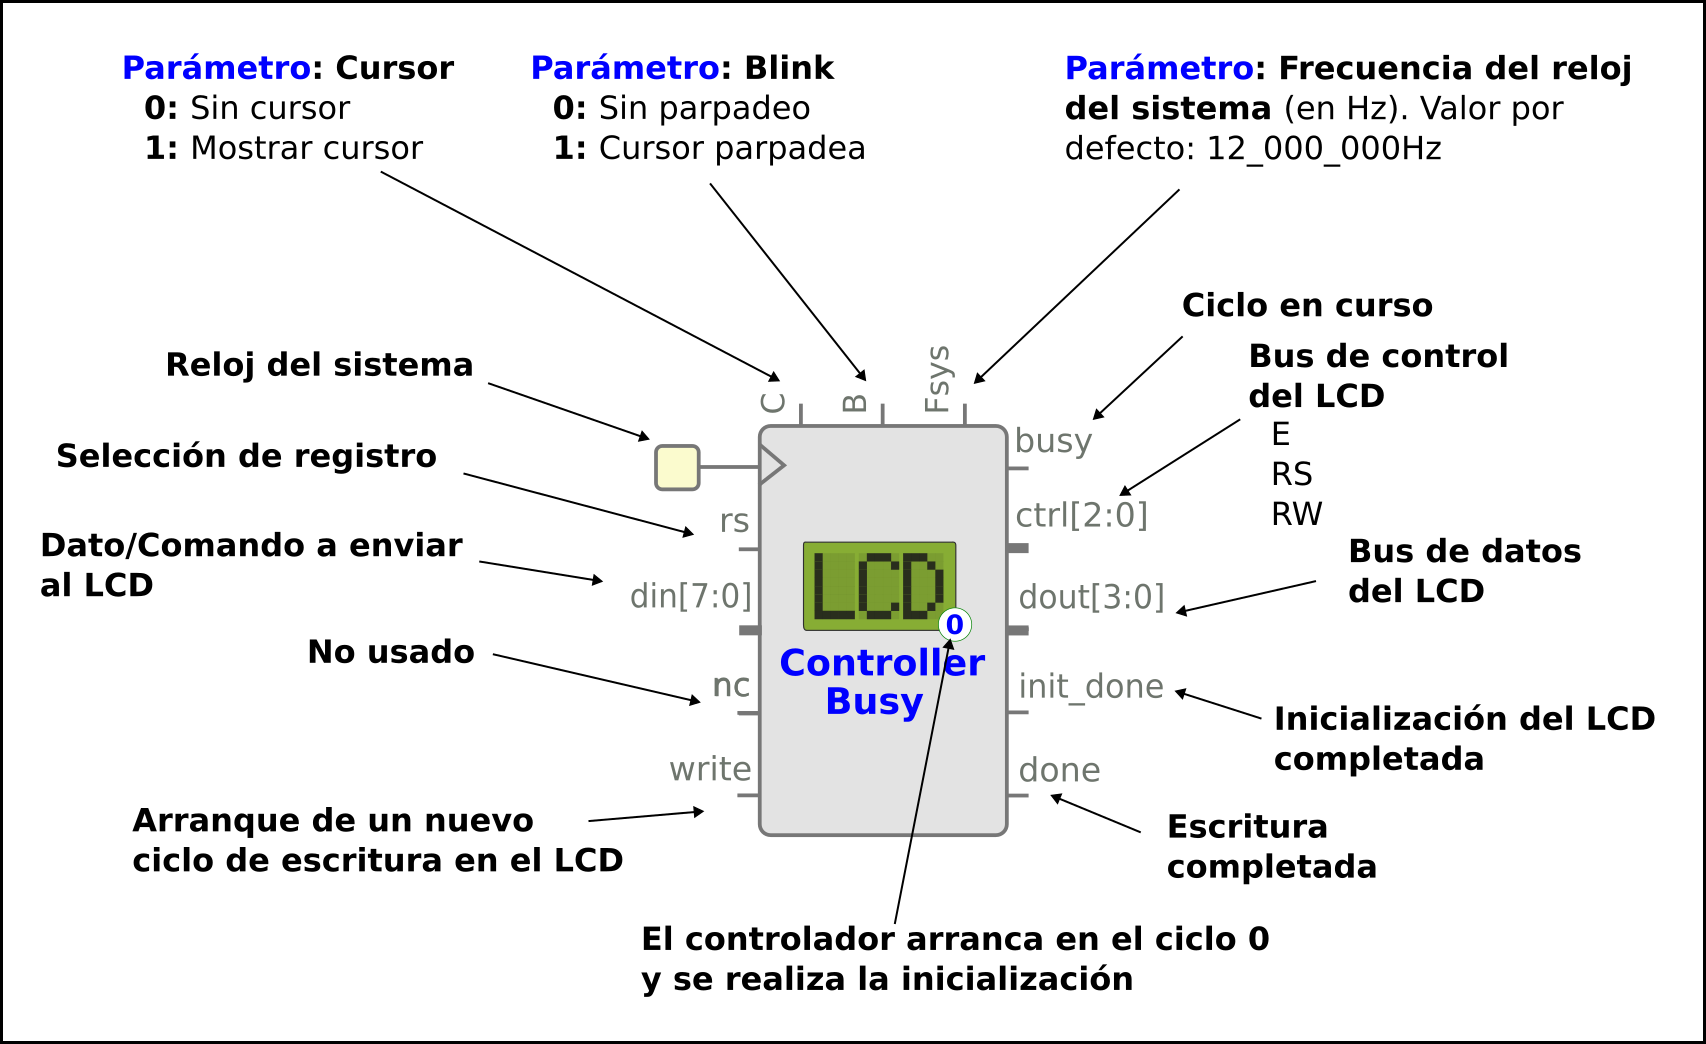 Parámetro: Cursor
0: Sin cursor
1: Mostrar cursor
Parámetro: Blink
0: Sin parpadeo
1: Cursor parpadea
Parámetro: Frecuencia del reloj
del sistema (en Hz). Valor por
defecto: 12_000_000Hz
Reloj del sistema
Selección de registro
Dato/Comando a enviar
al LCD
No usado
Arranque de un nuevo
ciclo de escritura en el LCD
C
B
Fsys
rs
din[7:0]
nc
write
LCD
0
Controller
Busy
busy
ctrl[2:0]
dout[3:0]
init_done
done
Ciclo en curso
Bus de control
del LCD
E
RS
RW
Bus de datos
del LCD
Inicialización del LCD
completada
Escritura
completada
El controlador arranca en el ciclo 0
y se realiza la inicialización